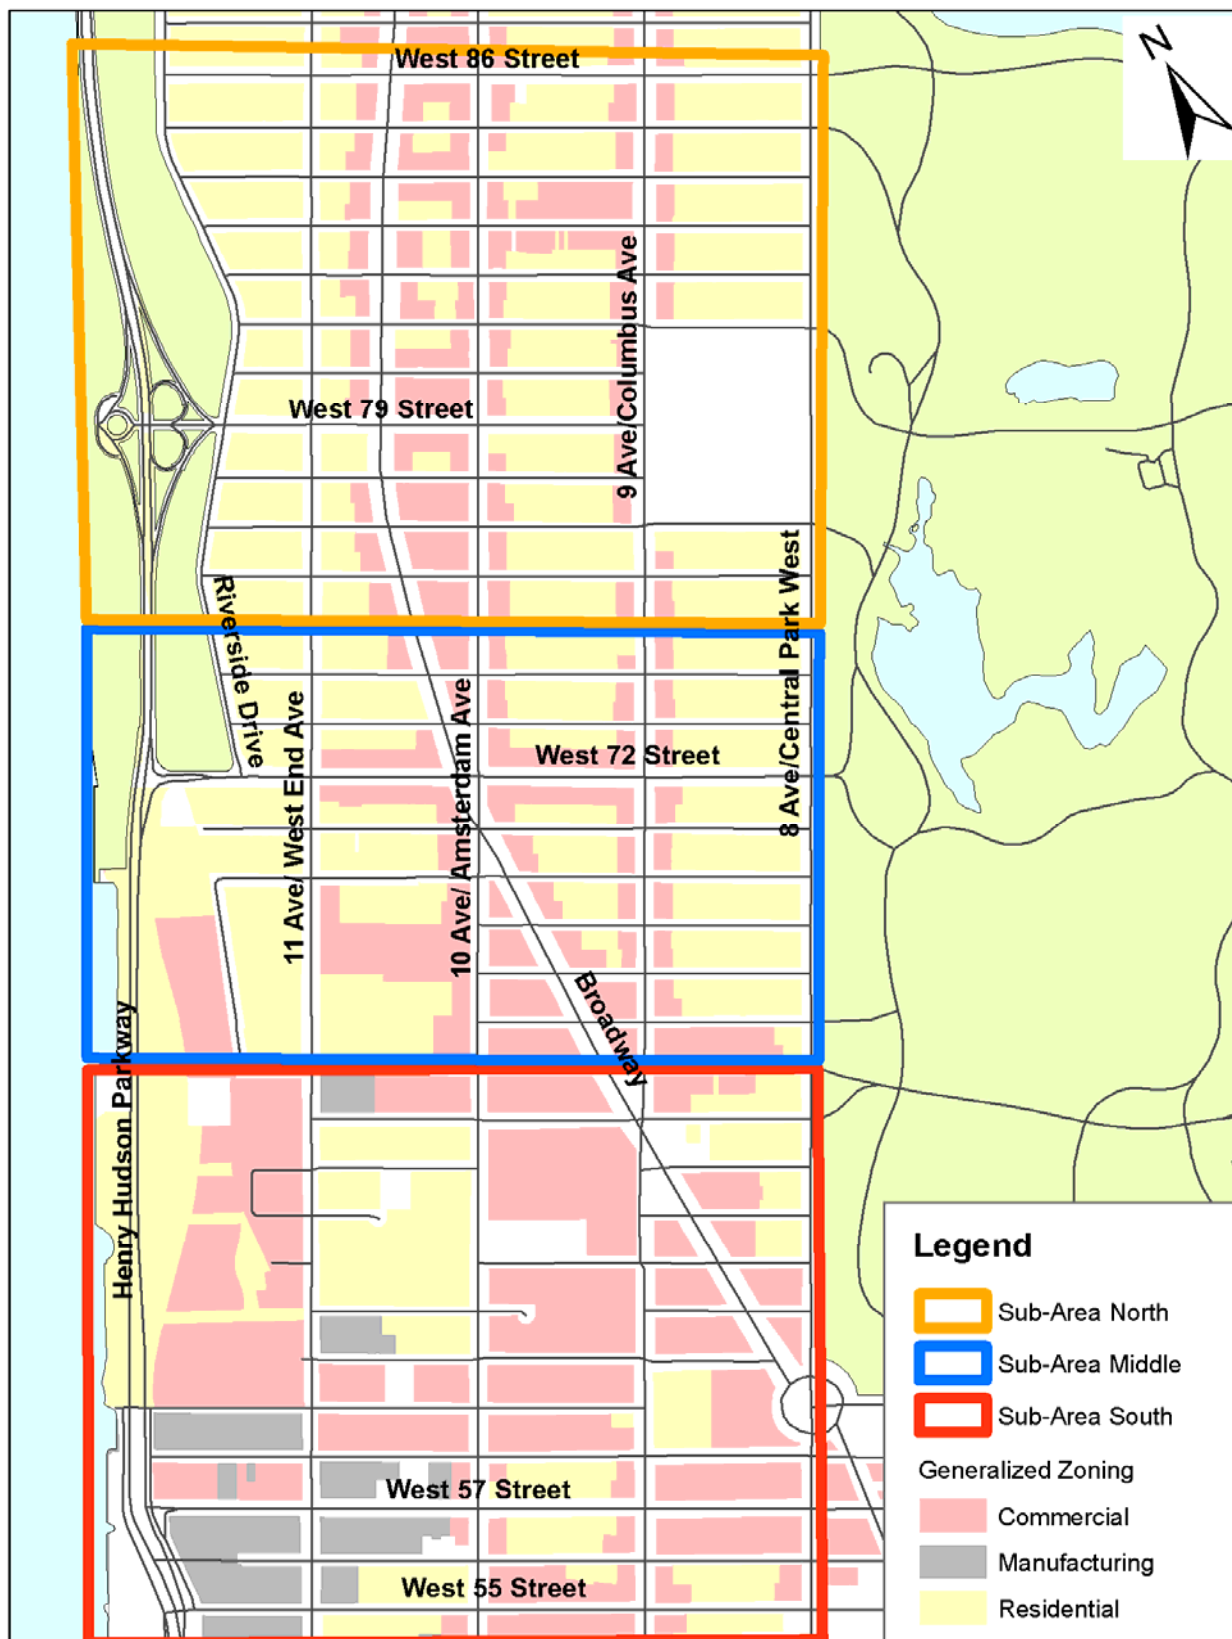 N
West 86 Street
9 Ave/Columbus Ave
West 79 Street
8 Ave/Central Park West
Riverside Drive
11 Ave/ West End Ave
10 Ave/ Amsterdam Ave
West 72 Street
Broadway
Henry Hudson Parkway
West 57 Street
West 55 Street
Legend
Sub-Area North
Sub-Area Middle
Sub-Area South
Generalized Zoning
Commercial
Manufacturing
Residential